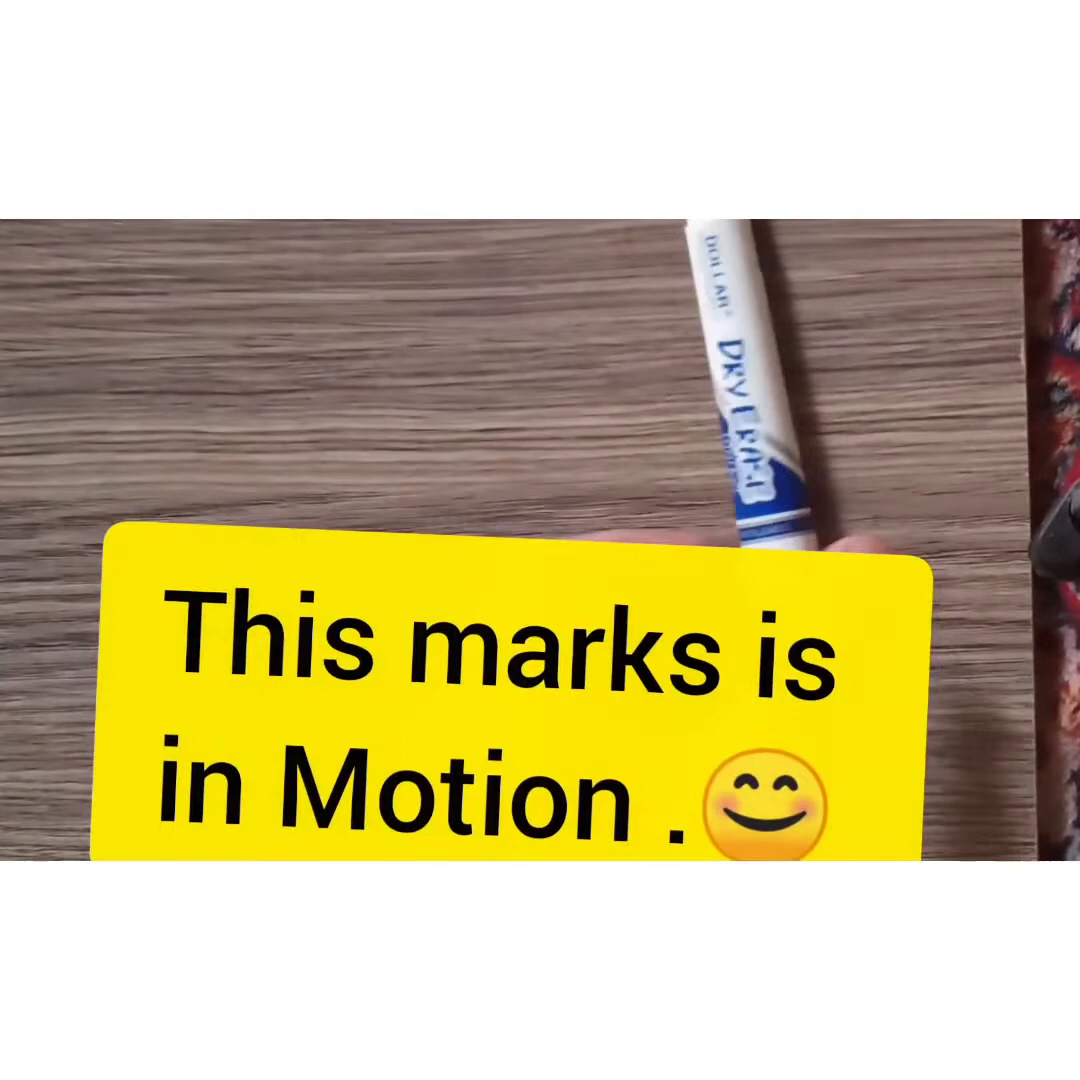 DOLLAR®
DRY ERASE
This marks is
in Motion . 😊